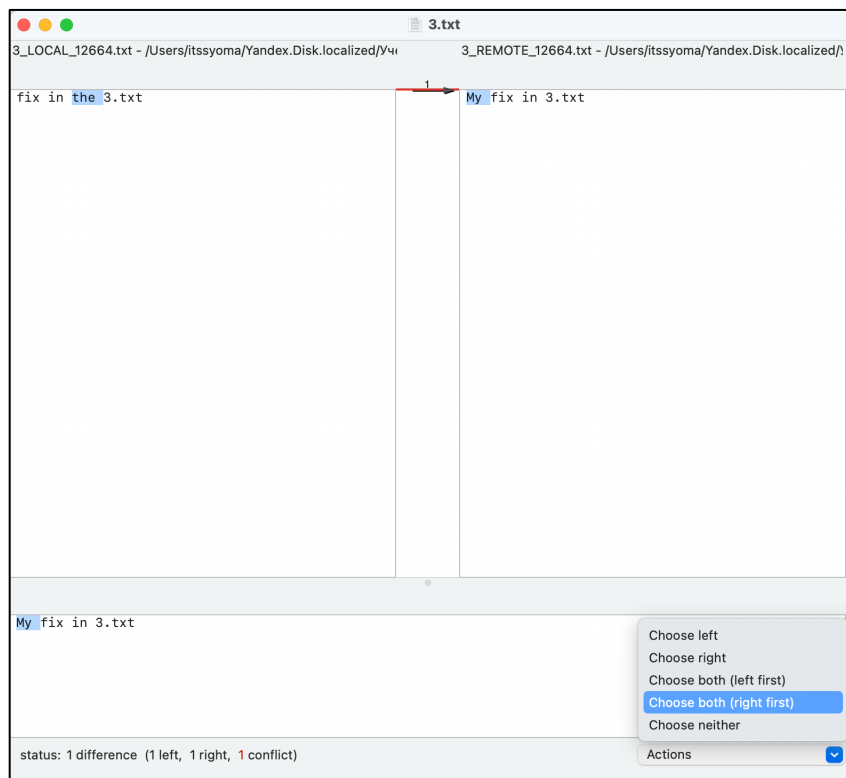 3.txt
3_LOCAL_12664.txt - /Users/itssyoma/Yandex.Disk.localized/Уче
3_REMOTE_12664.txt - /Users/itssyoma/Yandex.Disk.localized/
1
fix in the 3.txt
My fix in 3.txt
My fix in 3.txt
Choose left
Choose right
Choose both (left first)
Choose both (right first)
Choose neither
status: 1 difference (1 left, 1 right, 1 conflict)
Actions